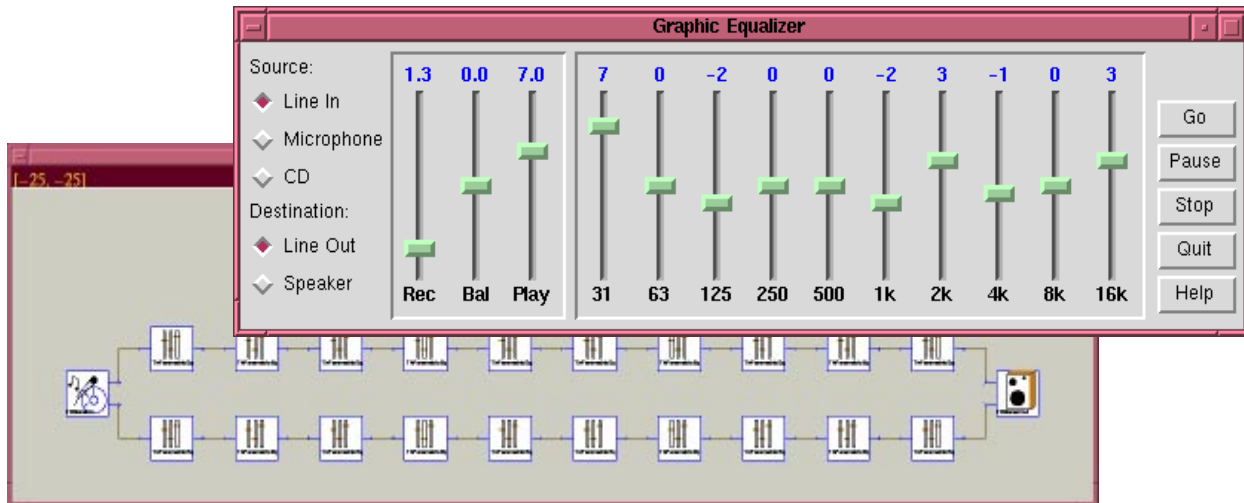 Graphic Equalizer
Source:
Line In
Microphone
CD
Destination:
Line Out
Speaker
1.3 0.0 7.0
Rec Bal Play
7 0 -2 0 0 -2 3 -1 0 3
31 63 125 250 500 1k 2k 4k 8k 16k
Go
Pause
Stop
Quit
Help
[-25, -25]